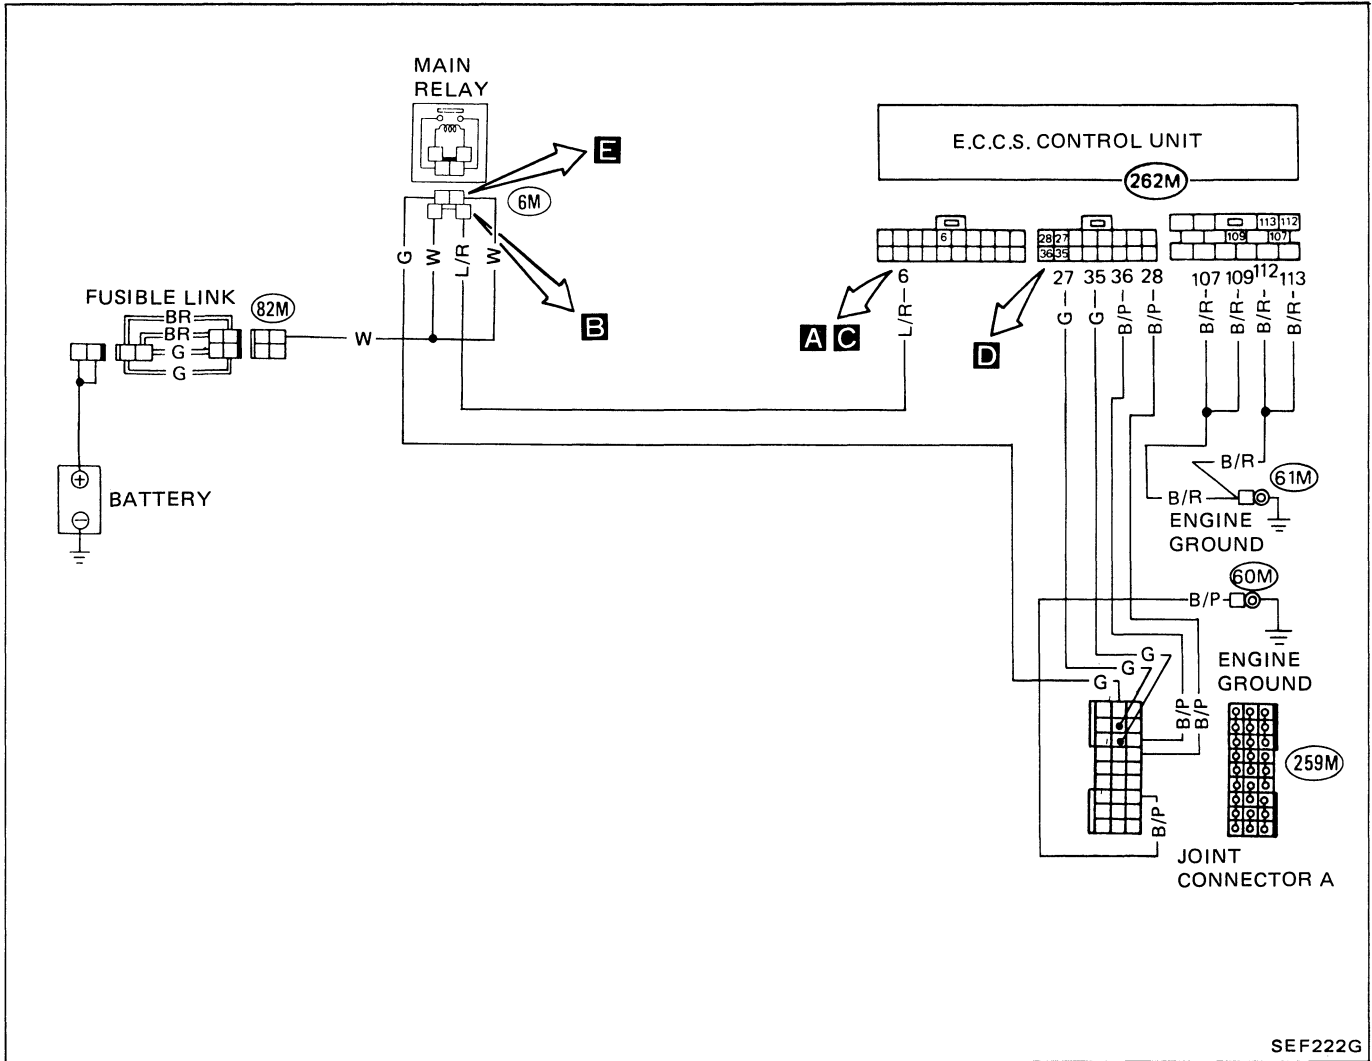 MAIN
RELAY
E
E.C.C.S. CONTROL UNIT
262M
6M
113 112
6
28 27
109 107
36 35
G
W
L/R
W
6
27 35 36 28
107 109 112 113
FUSIBLE LINK
82M
BR
BR
G
G
W
B
A C
D
L/R
G
G
B/P
B/P
B/R
B/R
B/R
B/R
B/R
61M
B/R
BATTERY
ENGINE
GROUND
60M
B/P
G
G
G
ENGINE
GROUND
B/P
B/P
259M
B/P
JOINT
CONNECTOR A
SEF222G